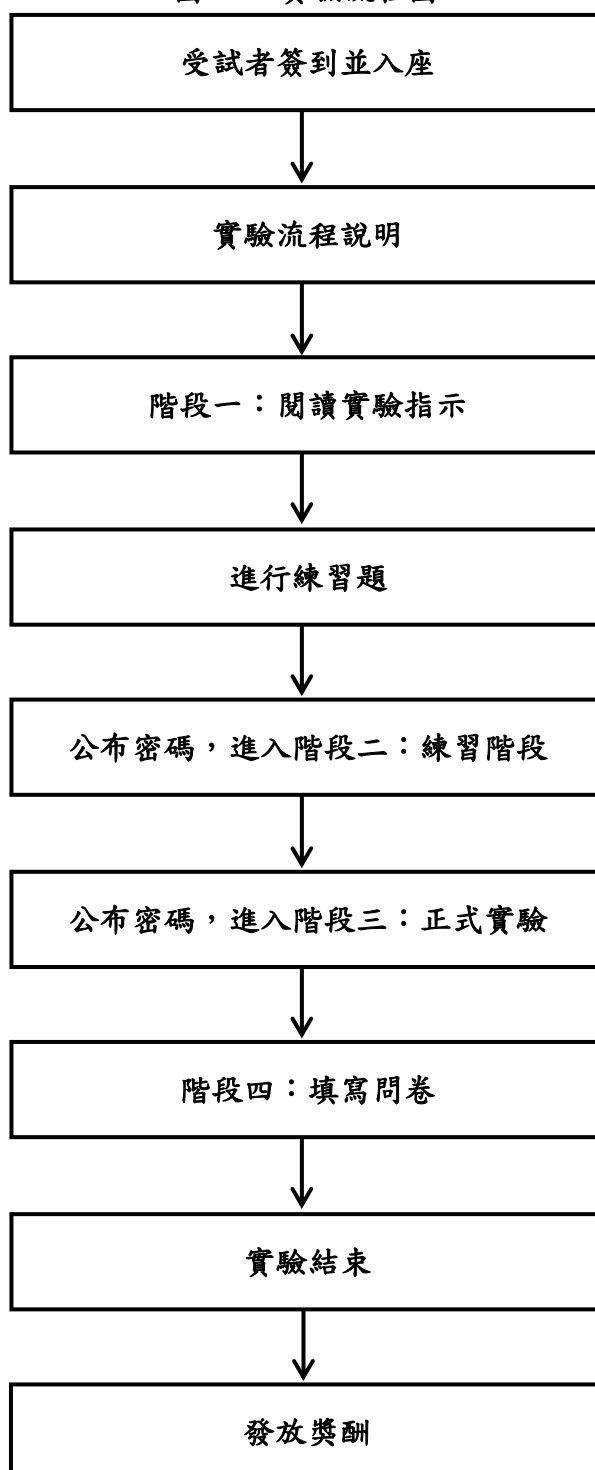 受試者簽到並入座
實驗流程說明
階段一：閱讀實驗指示
進行練習題
公布密碼，進入階段二：練習階段
公布密碼，進入階段三：正式實驗
階段四：填寫問卷
實驗結束
發放獎酬